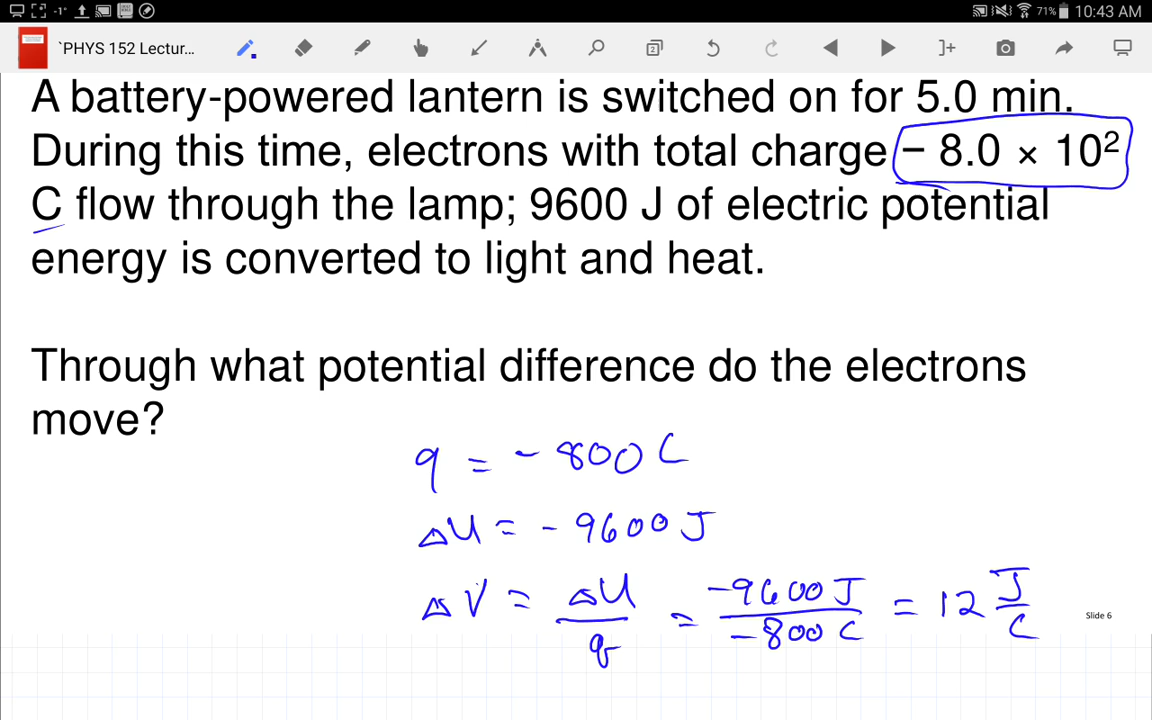 -1° 71% 10:43 AM
`PHYS 152 Lectur... 2
A battery-powered lantern is switched on for 5.0 min.
During this time, electrons with total charge − 8.0 × 10²
C flow through the lamp; 9600 J of electric potential
energy is converted to light and heat.
Through what potential difference do the electrons
move?
q = - 800 C
ΔU = - 9600 J
ΔV = ΔU/q = -9600 J/-800 C = 12 J/C
Slide 6